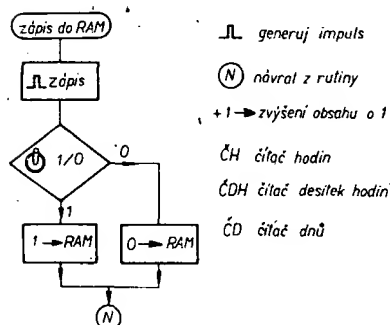 zápis do RAM
zápis
1/0
0
1
1 → RAM
0 → RAM
N
generuj impuls
N návrat z rutiny
+1 → zvýšení obsahu o 1
ČH čítač hodin
ČDH čítač desítek hodin
ČD čítač dnů